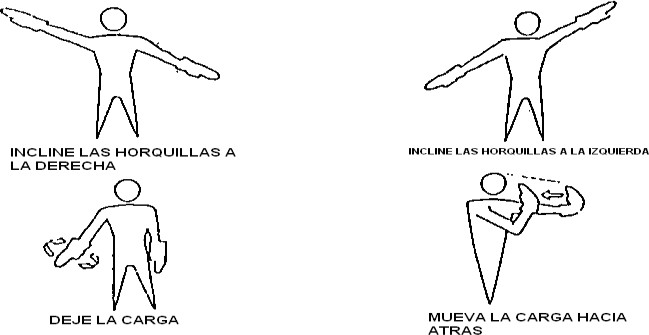 INCLINE LAS HORQUILLAS A
LA DERECHA
INCLINE LAS HORQUILLAS A LA IZQUIERDA
DEJE LA CARGA
MUEVA LA CARGA HACIA
ATRAS